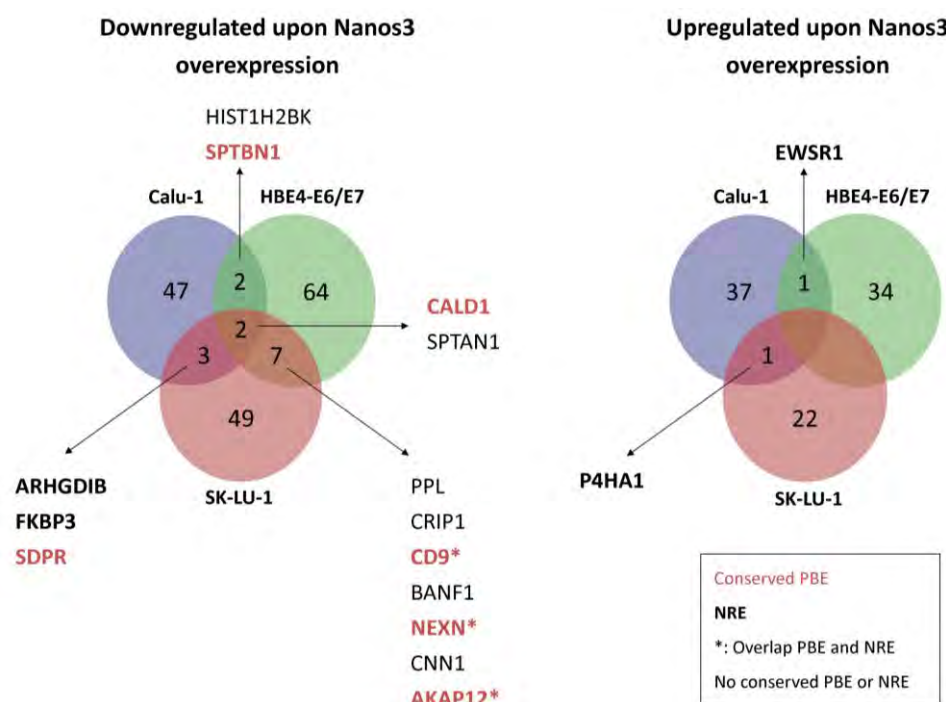 Downregulated upon Nanos3
overexpression
HIST1H2BK
SPTBN1
Calu-1
HBE4-E6/E7
47
2
64
2
3
7
49
CALD1
SPTAN1
ARHGDIB
FKBP3
SDPR
SK-LU-1
PPL
CRIP1
CD9*
BANF1
NEXN*
CNN1
AKAP12*
Upregulated upon Nanos3
overexpression
EWSR1
Calu-1
HBE4-E6/E7
37
1
34
1
22
P4HA1
SK-LU-1
Conserved PBE
NRE
*: Overlap PBE and NRE
No conserved PBE or NRE